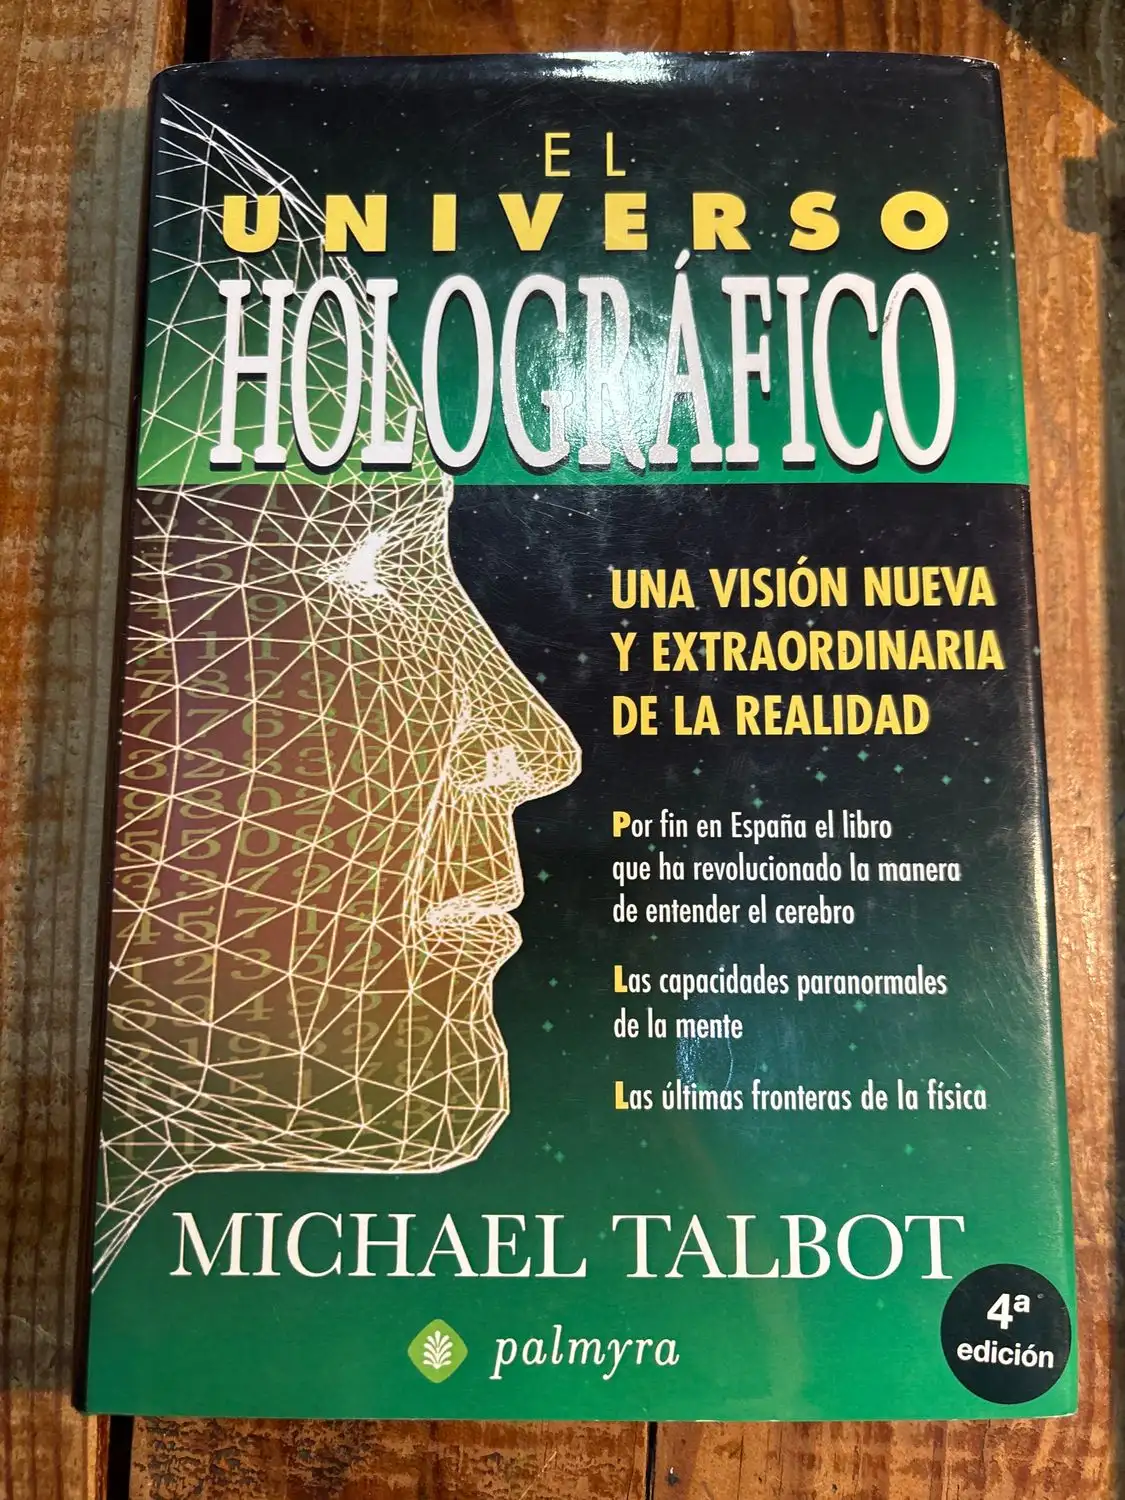 EL
UNIVERSO
HOLOGRÁFICO
UNA VISIÓN NUEVA
Y EXTRAORDINARIA
DE LA REALIDAD
Por fin en España el libro
que ha revolucionado la manera
de entender el cerebro
Las capacidades paranormales
de la mente
Las últimas fronteras de la física
MICHAEL TALBOT
palmyra
4ª
edición